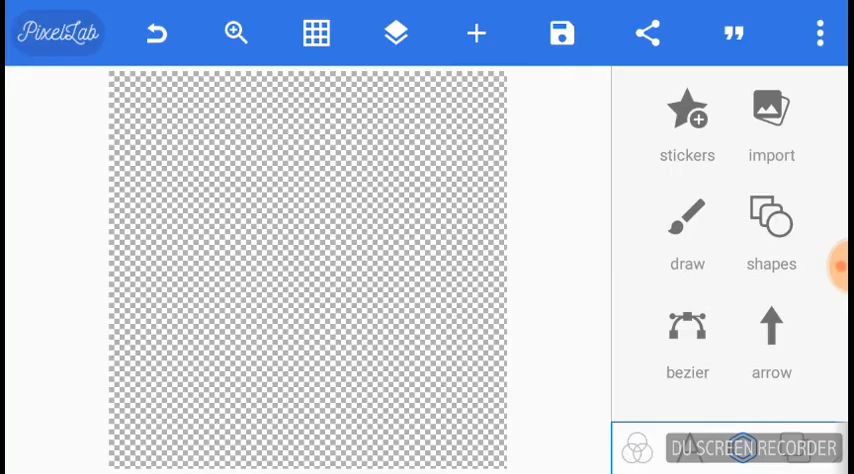 PixelLab
stickers import
draw shapes
bezier arrow
DU SCREEN RECORDER